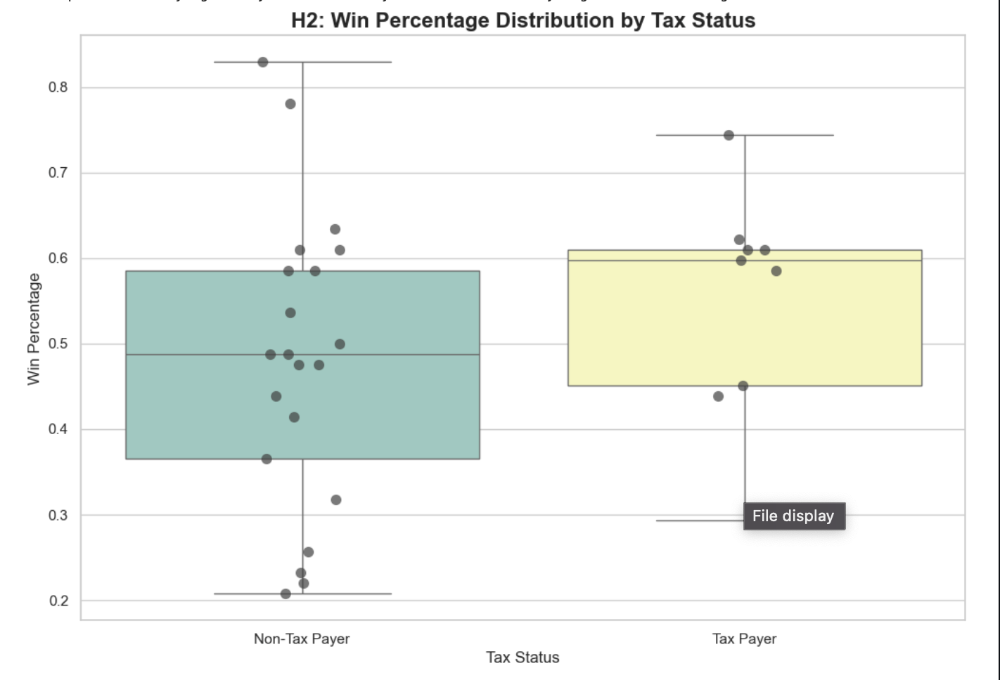 H2: Win Percentage Distribution by Tax Status
0.8
0.7
0.6
0.5
0.4
0.3
0.2
Win Percentage
File display
Non-Tax Payer
Tax Payer
Tax Status